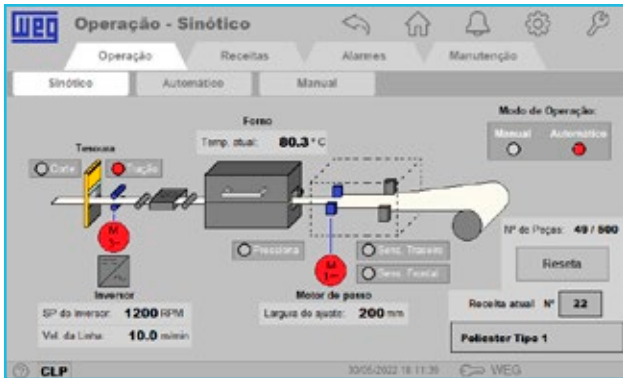 WEG Operação - Sinótico
Operação Receitas Alarmes Manutenção
Sinótico Automático Manual
Modo de Operação:
Manual Automático
Forno
Temp. atual: 80.3 °C
Tesoura
Corte Tração
M
3~
Nº de Peças: 49 / 500
Pressiona
Sens. Traseiro
Sens. Frontal
M
Reseta
Inversor
Motor de passo
SP do inversor: 1200 RPM
Largura do ajuste: 200 mm
Receita atual Nº 22
Vel. da Linha: 10.0 m/min
Poliester Tipo 1
CLP 30/05/2022 18:11:39 WEG